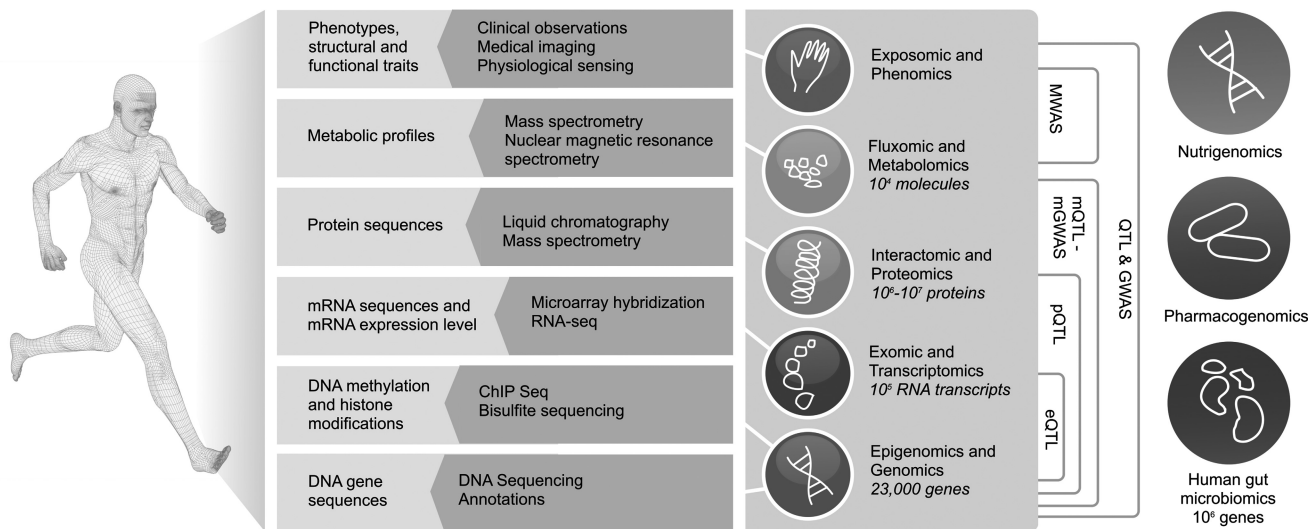 Phenotypes,
structural and
functional traits
Clinical observations
Medical imaging
Physiological sensing
Metabolic profiles
Mass spectrometry
Nuclear magnetic resonance
spectrometry
Protein sequences
Liquid chromatography
Mass spectrometry
mRNA sequences and
mRNA expression level
Microarray hybridization
RNA-seq
DNA methylation
and histone
modifications
ChIP Seq
Bisulfite sequencing
DNA gene
sequences
DNA Sequencing
Annotations
Exposomic and
Phenomics
Fluxomic and
Metabolomics
10⁴ molecules
Interactomic and
Proteomics
10⁶-10⁷ proteins
Exomic and
Transcriptomics
10⁵ RNA transcripts
Epigenomics and
Genomics
23,000 genes
MWAS
mQTL -
mGWAS
pQTL
eQTL
QTL & GWAS
Nutrigenomics
Pharmacogenomics
Human gut
microbiomics
10⁶ genes